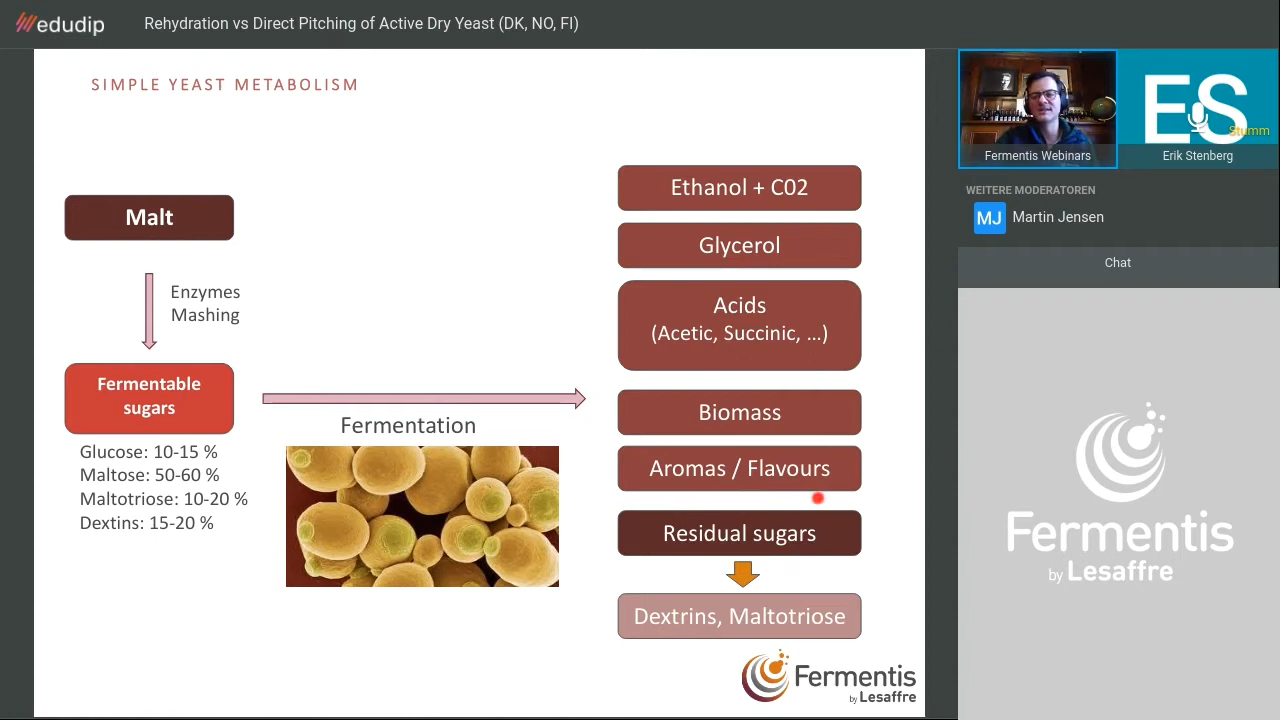 edudip
Rehydration vs Direct Pitching of Active Dry Yeast (DK, NO, FI)
SIMPLE YEAST METABOLISM
Malt
Enzymes
Mashing
Fermentable
sugars
Glucose: 10-15 %
Maltose: 50-60 %
Maltotriose: 10-20 %
Dextins: 15-20 %
Fermentation
Ethanol + C02
Glycerol
Acids
(Acetic, Succinic, ...)
Biomass
Aromas / Flavours
Residual sugars
Dextrins, Maltotriose
Fermentis
by Lesaffre
Fermentis Webinars
ES
Stumm
Erik Stenberg
WEITERE MODERATOREN
MJ
Martin Jensen
Chat
Fermentis
by Lesaffre